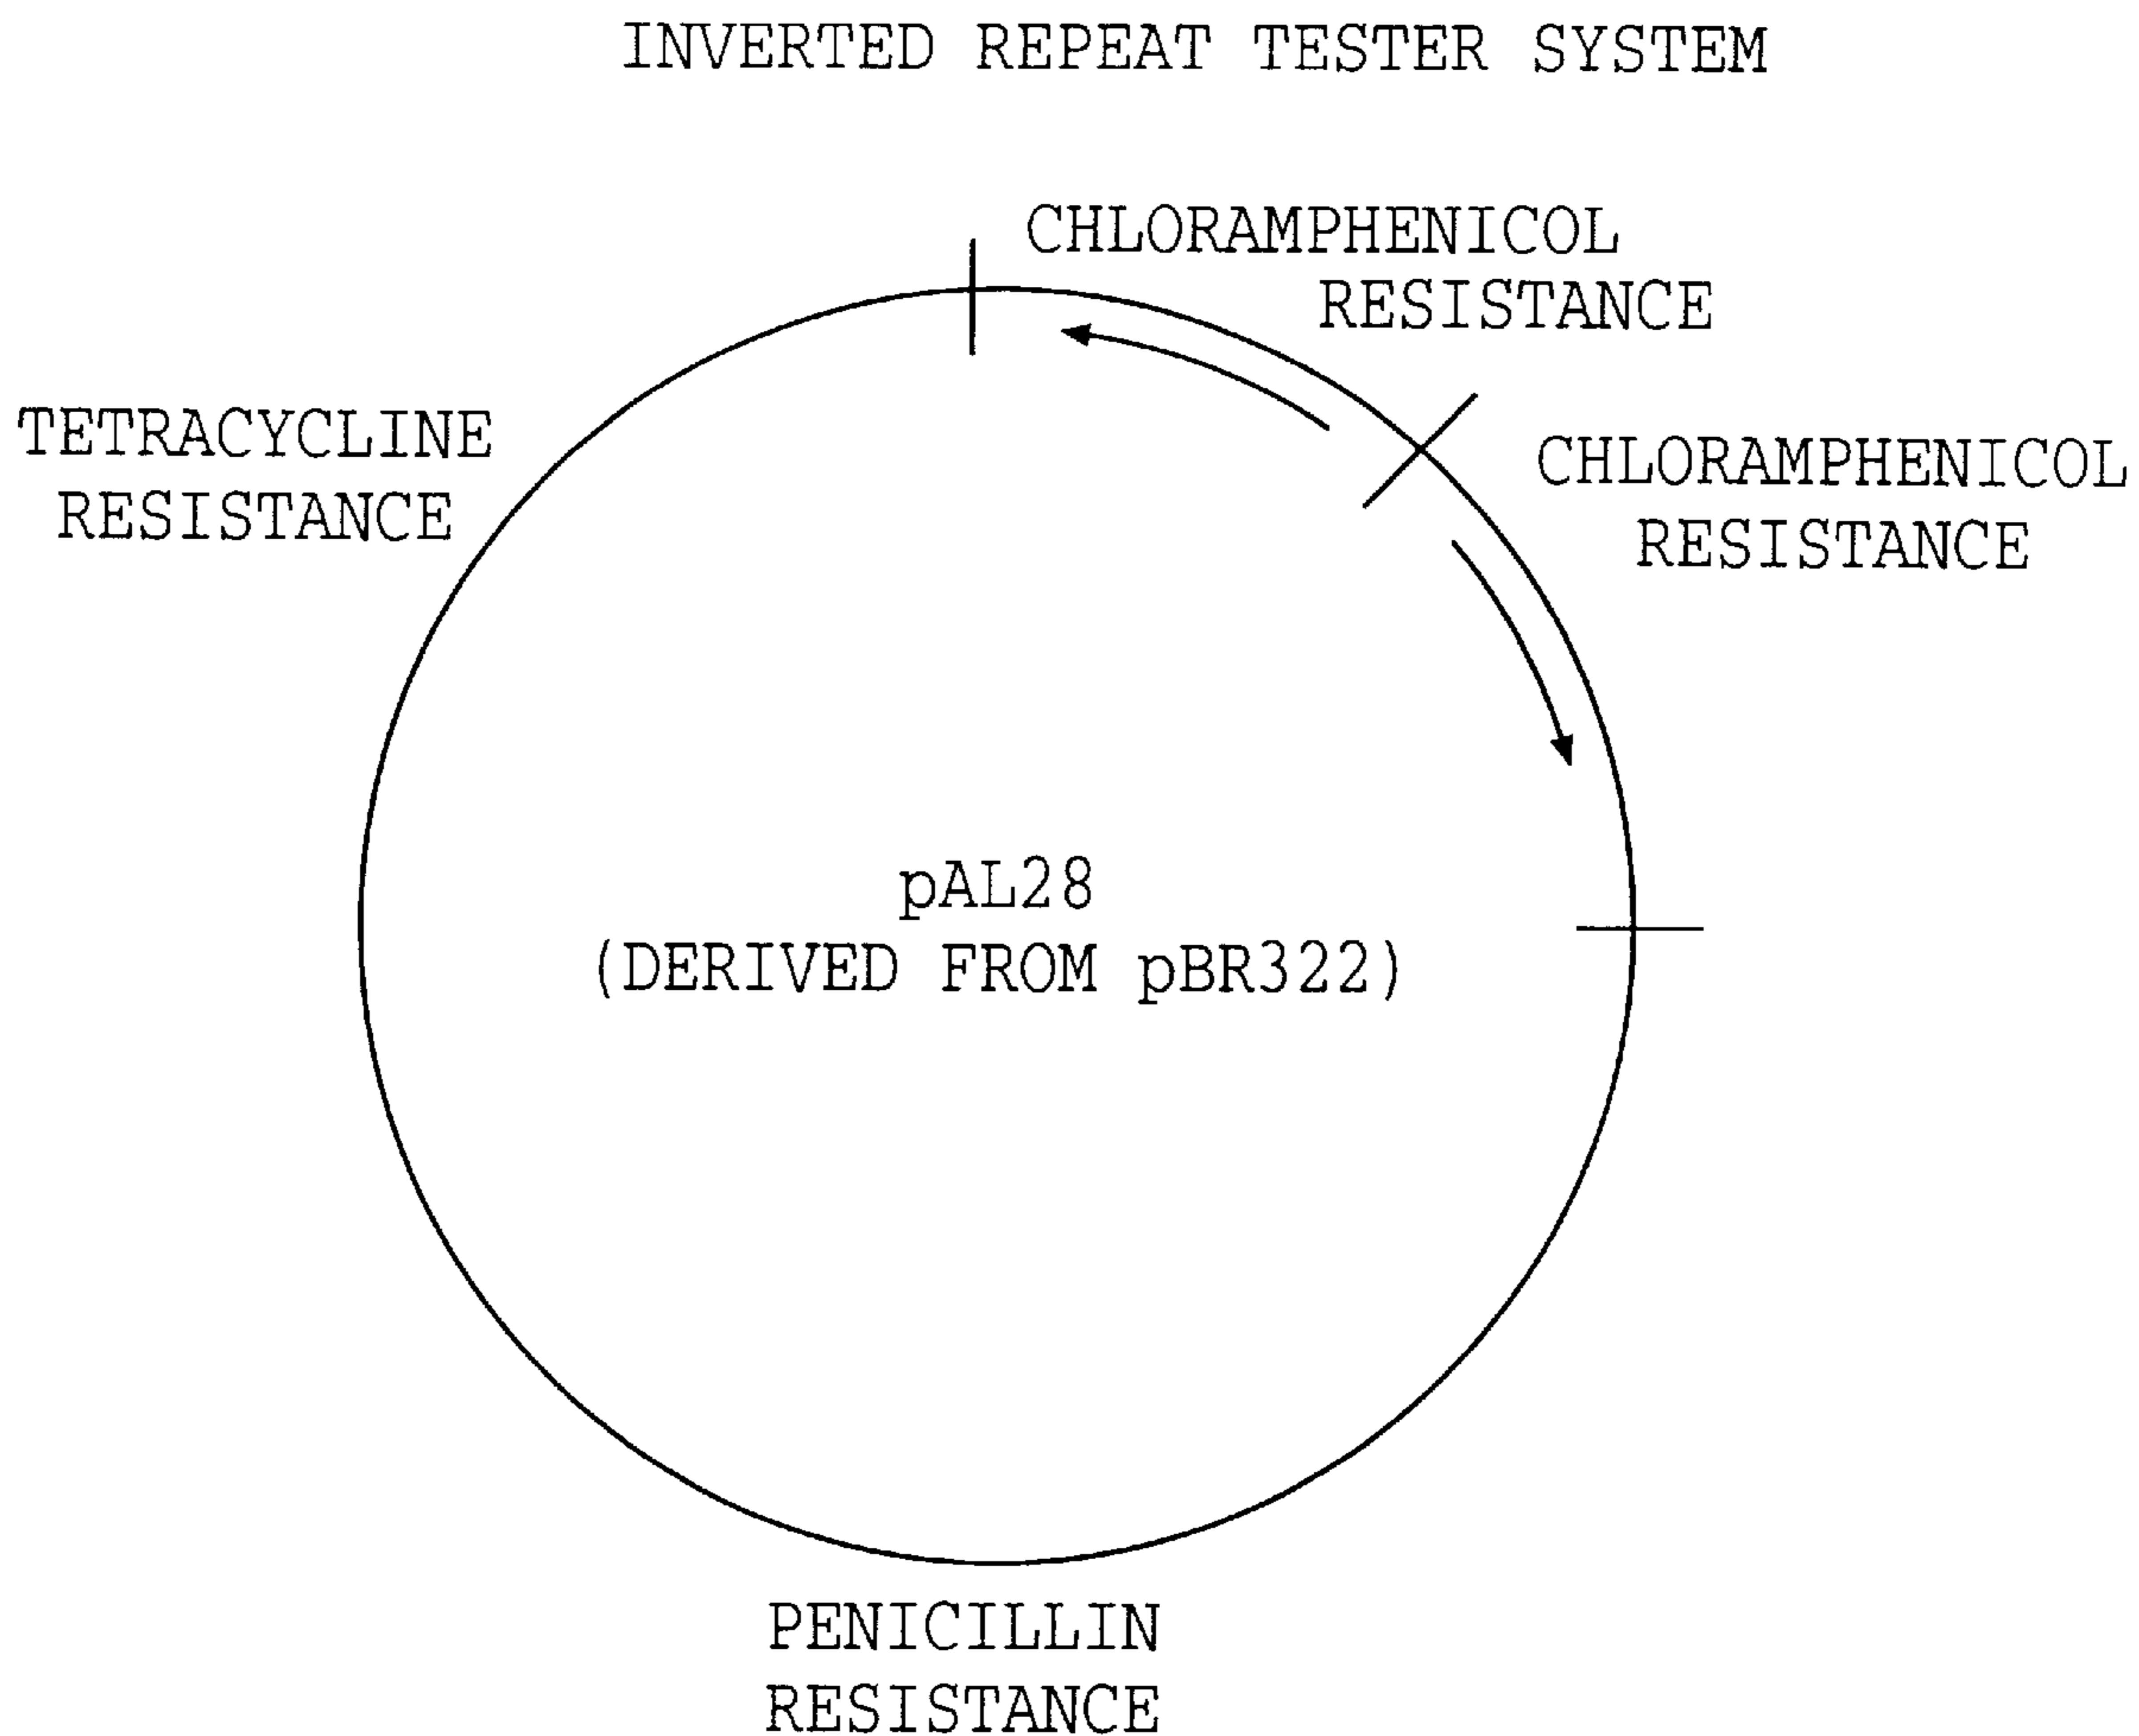 INVERTED REPEAT TESTER SYSTEM
CHLORAMPHENICOL
RESISTANCE
TETRACYCLINE
RESISTANCE
CHLORAMPHENICOL
RESISTANCE
pAL28
(DERIVED FROM pBR322)
PENICILLIN
RESISTANCE